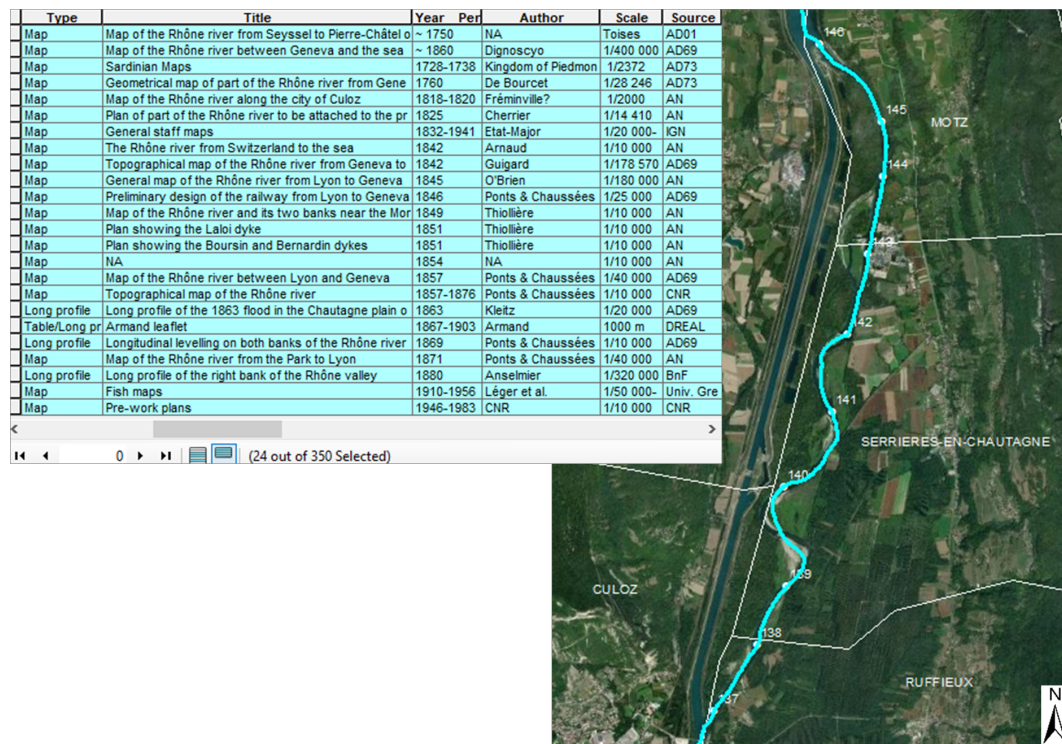 Type Title Year Per Author Scale Source
Map Map of the Rhône river from Seyssel to Pierre-Châtel o ~ 1750 NA Toises AD01
Map Map of the Rhône river between Geneva and the sea ~ 1860 Dignoscyo 1/400 000 AD69
Map Sardinian Maps 1728-1738 Kingdom of Piedmon 1/2372 AD73
Map Geometrical map of part of the Rhône river from Gene 1760 De Bourcet 1/28 246 AD73
Map Map of the Rhône river along the city of Culoz 1818-1820 Fréminville? 1/2000 AN
Map Plan of part of the Rhône river to be attached to the pr 1825 Cherrier 1/14 410 AN
Map General staff maps 1832-1941 Etat-Major 1/20 000- IGN
Map The Rhône river from Switzerland to the sea 1842 Arnaud 1/10 000 AN
Map Topographical map of the Rhône river from Geneva to 1842 Guigard 1/178 570 AD69
Map General map of the Rhône river from Lyon to Geneva 1845 O'Brien 1/180 000 AN
Map Preliminary design of the railway from Lyon to Geneva 1846 Ponts & Chaussées 1/25 000 AD69
Map Map of the Rhône river and its two banks near the Mor 1849 Thiollière 1/10 000 AN
Map Plan showing the Laloi dyke 1851 Thiollière 1/10 000 AN
Map Plan showing the Boursin and Bernardin dykes 1851 Thiollière 1/10 000 AN
Map NA 1854 NA 1/10 000 AN
Map Map of the Rhône river between Lyon and Geneva 1857 Ponts & Chaussées 1/40 000 AD69
Map Topographical map of the Rhône river 1857-1876 Ponts & Chaussées 1/10 000 CNR
Long profile Long profile of the 1863 flood in the Chautagne plain o 1863 Kleitz 1/20 000 AD69
Table/Long pr Armand leaflet 1867-1903 Armand 1000 m DREAL
Long profile Longitudinal levelling on both banks of the Rhône river 1869 Ponts & Chaussées 1/10 000 AD69
Map Map of the Rhône river from the Park to Lyon 1871 Ponts & Chaussées 1/40 000 AN
Long profile Long profile of the right bank of the Rhône valley 1880 Anselmier 1/320 000 BnF
Map Fish maps 1910-1956 Léger et al. 1/50 000- Univ. Gre
Map Pre-work plans 1946-1983 CNR 1/10 000 CNR
0 (24 out of 350 Selected)
146
145
MOTZ
144
143
142
141
SERRIERES-EN-CHAUTAGNE
140
139
CULOZ
138
RUFFIEUX
137
N